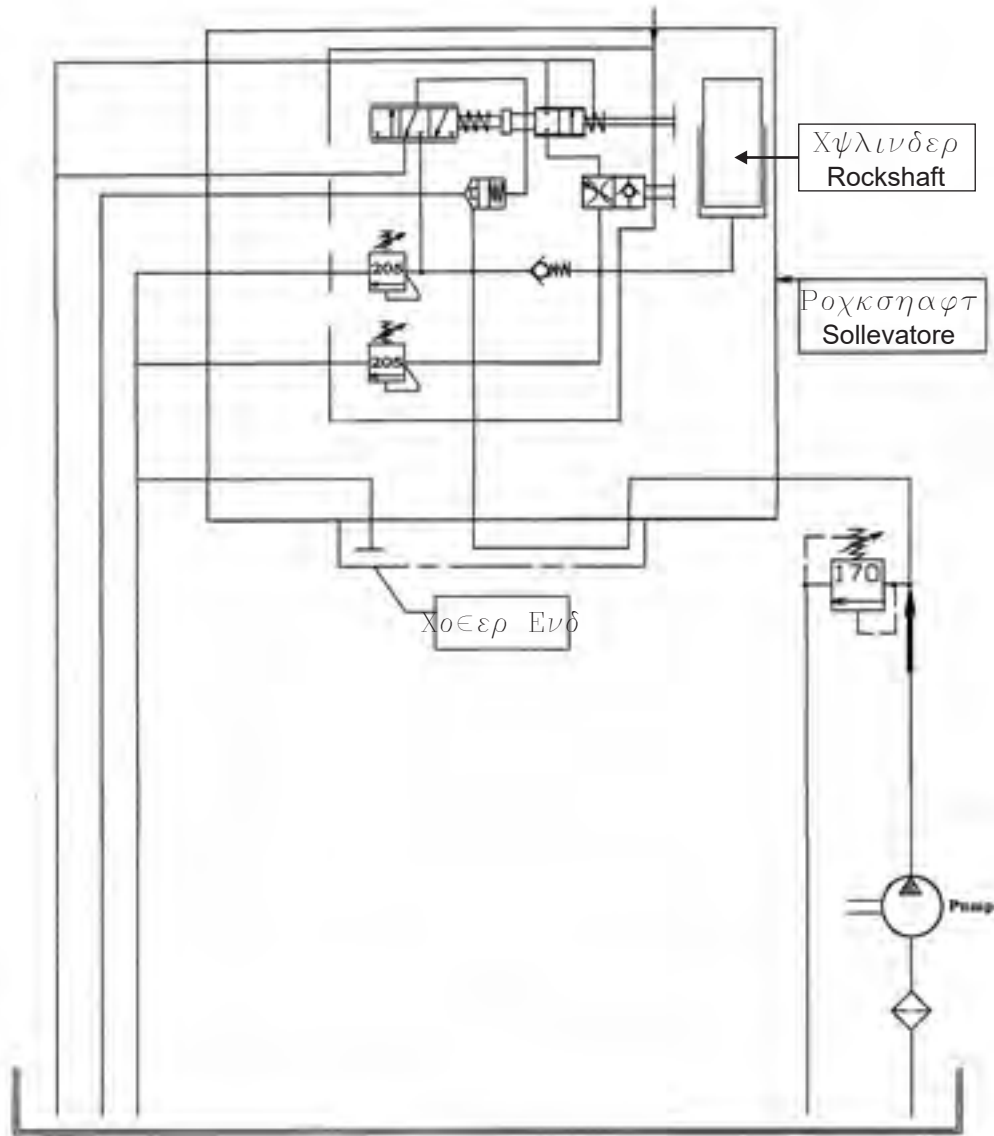 Χψλινδερ
Rockshaft
205
Ροχκσηαφτ
Sollevatore
205
170
Χο∈ερ Ενδ
Pump